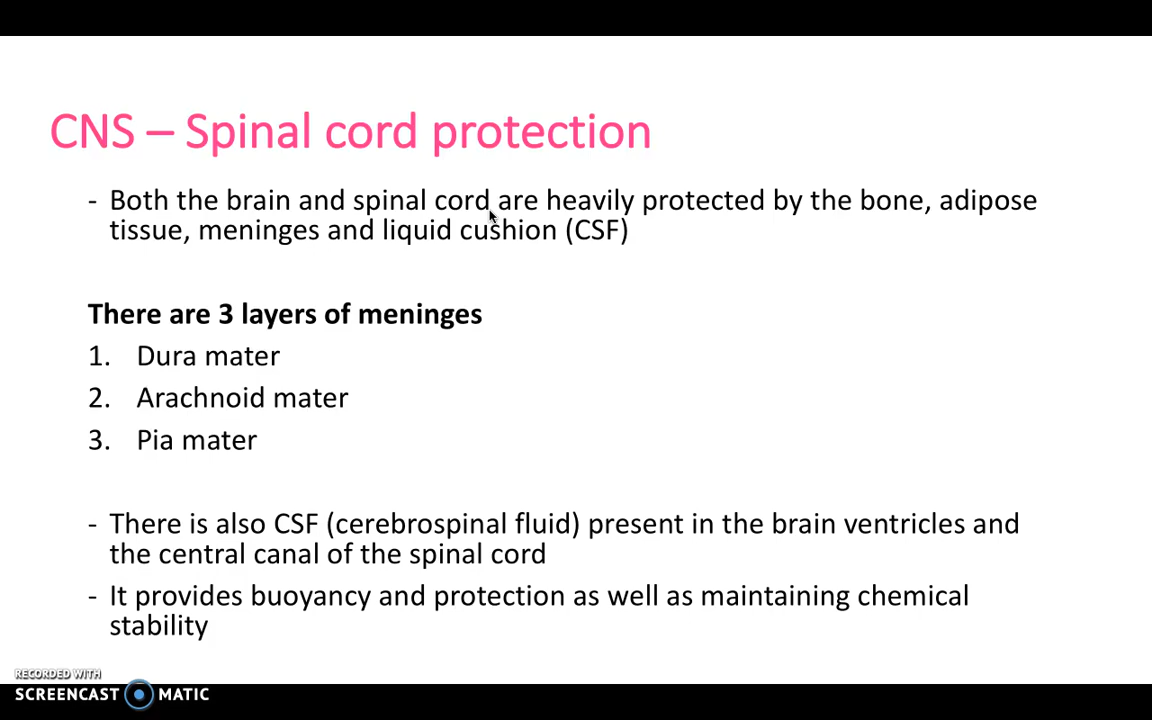 CNS – Spinal cord protection
- Both the brain and spinal cord are heavily protected by the bone, adipose
tissue, meninges and liquid cushion (CSF)
There are 3 layers of meninges
1. Dura mater
2. Arachnoid mater
3. Pia mater
- There is also CSF (cerebrospinal fluid) present in the brain ventricles and
the central canal of the spinal cord
- It provides buoyancy and protection as well as maintaining chemical
stability
RECORDED WITH
SCREENCAST MATIC